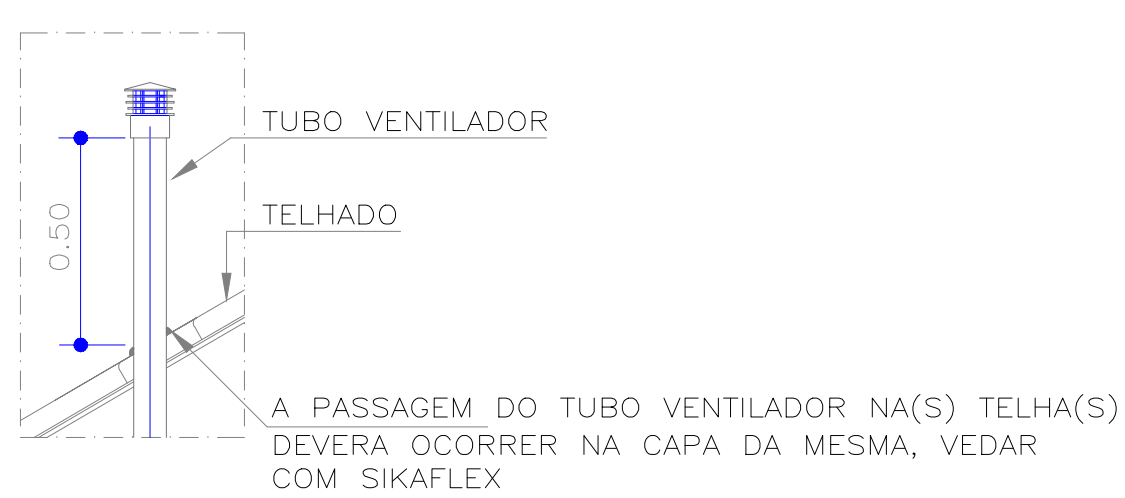 TUBO VENTILADOR
TELHADO
0.50
A PASSAGEM DO TUBO VENTILADOR NA(S) TELHA(S)
DEVERA OCORRER NA CAPA DA MESMA, VEDAR
COM SIKAFLEX